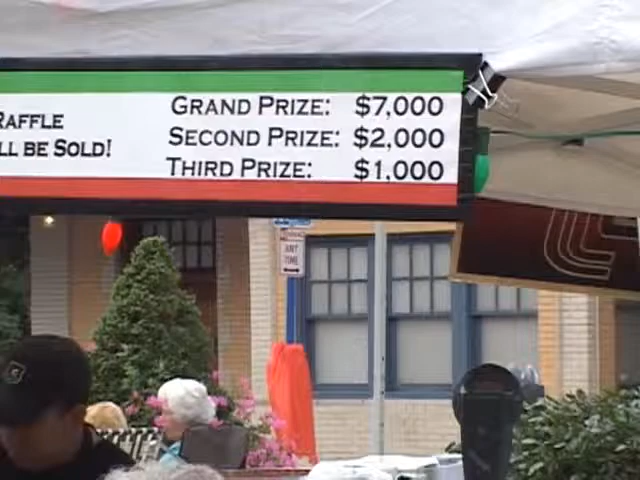 RAFFLE
LL BE SOLD!
GRAND PRIZE: $7,000
SECOND PRIZE: $2,000
THIRD PRIZE: $1,000
ANY
TIME